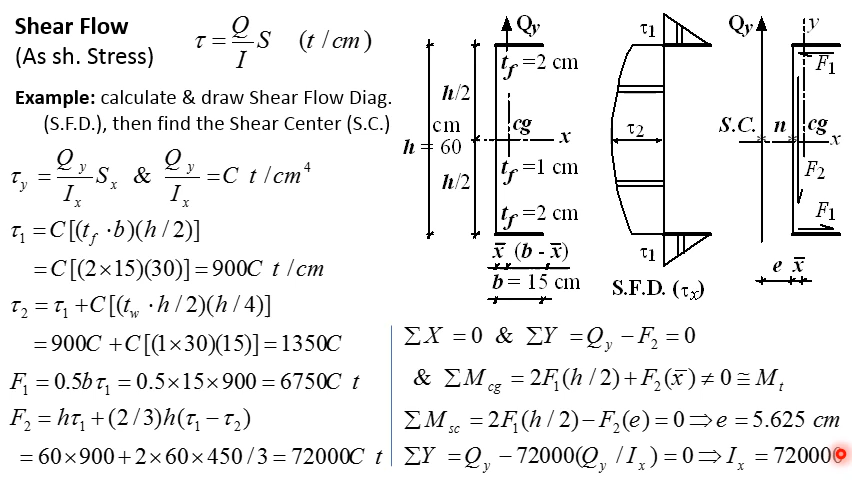 Shear Flow
(As sh. Stress)
τ = Q/I S (t / cm)
Example: calculate & draw Shear Flow Diag.
(S.F.D.), then find the Shear Center (S.C.)
τy = Qy/Ix Sx & Qy/Ix = C t / cm⁴
τ1 = C[(tf · b)(h / 2)]
= C[(2×15)(30)] = 900C t / cm
τ2 = τ1 + C[(tw · h / 2)(h / 4)]
= 900C + C[(1×30)(15)] = 1350C
F1 = 0.5bτ1 = 0.5×15×900 = 6750C t
F2 = hτ1 + (2/3)h(τ1 − τ2)
= 60×900 + 2×60×450 / 3 = 72000C t
Qy
tf = 2 cm
h/2
cm
cg
x
h = 60
tf =1 cm
h/2
tf =2 cm
x̄ (b - x̄)
b = 15 cm
τ1
τ2
τ1
S.F.D. (τx)
Qy
y
F1
S.C.
n
cg
x
F2
F1
e x̄
ΣX = 0 & ΣY = Qy − F2 = 0
& ΣMcg = 2F1(h / 2) + F2(x̄) ≠ 0 ≅ Mt
ΣMsc = 2F1(h / 2) − F2(e) = 0 ⇒ e = 5.625 cm
ΣY = Qy − 72000(Qy / Ix) = 0 ⇒ Ix = 72000